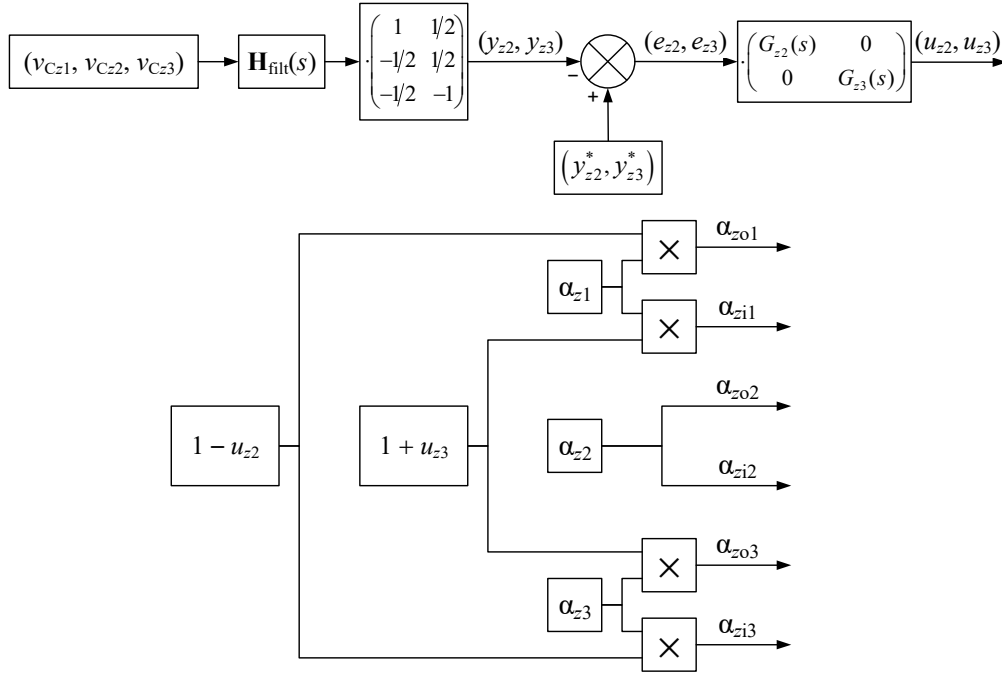 (v_Cz1, v_Cz2, v_Cz3)
H_filt(s)
·(1 1/2
-1/2 1/2
-1/2 -1)
(y_z2, y_z3)
−
+
(e_z2, e_z3)
·(G_z2(s) 0
0 G_z3(s))
(u_z2, u_z3)
(y*_z2, y*_z3)
×
α_zo1
α_z1
×
α_zi1
1 − u_z2
1 + u_z3
α_z2
α_zo2
α_zi2
×
α_zo3
α_z3
×
α_zi3